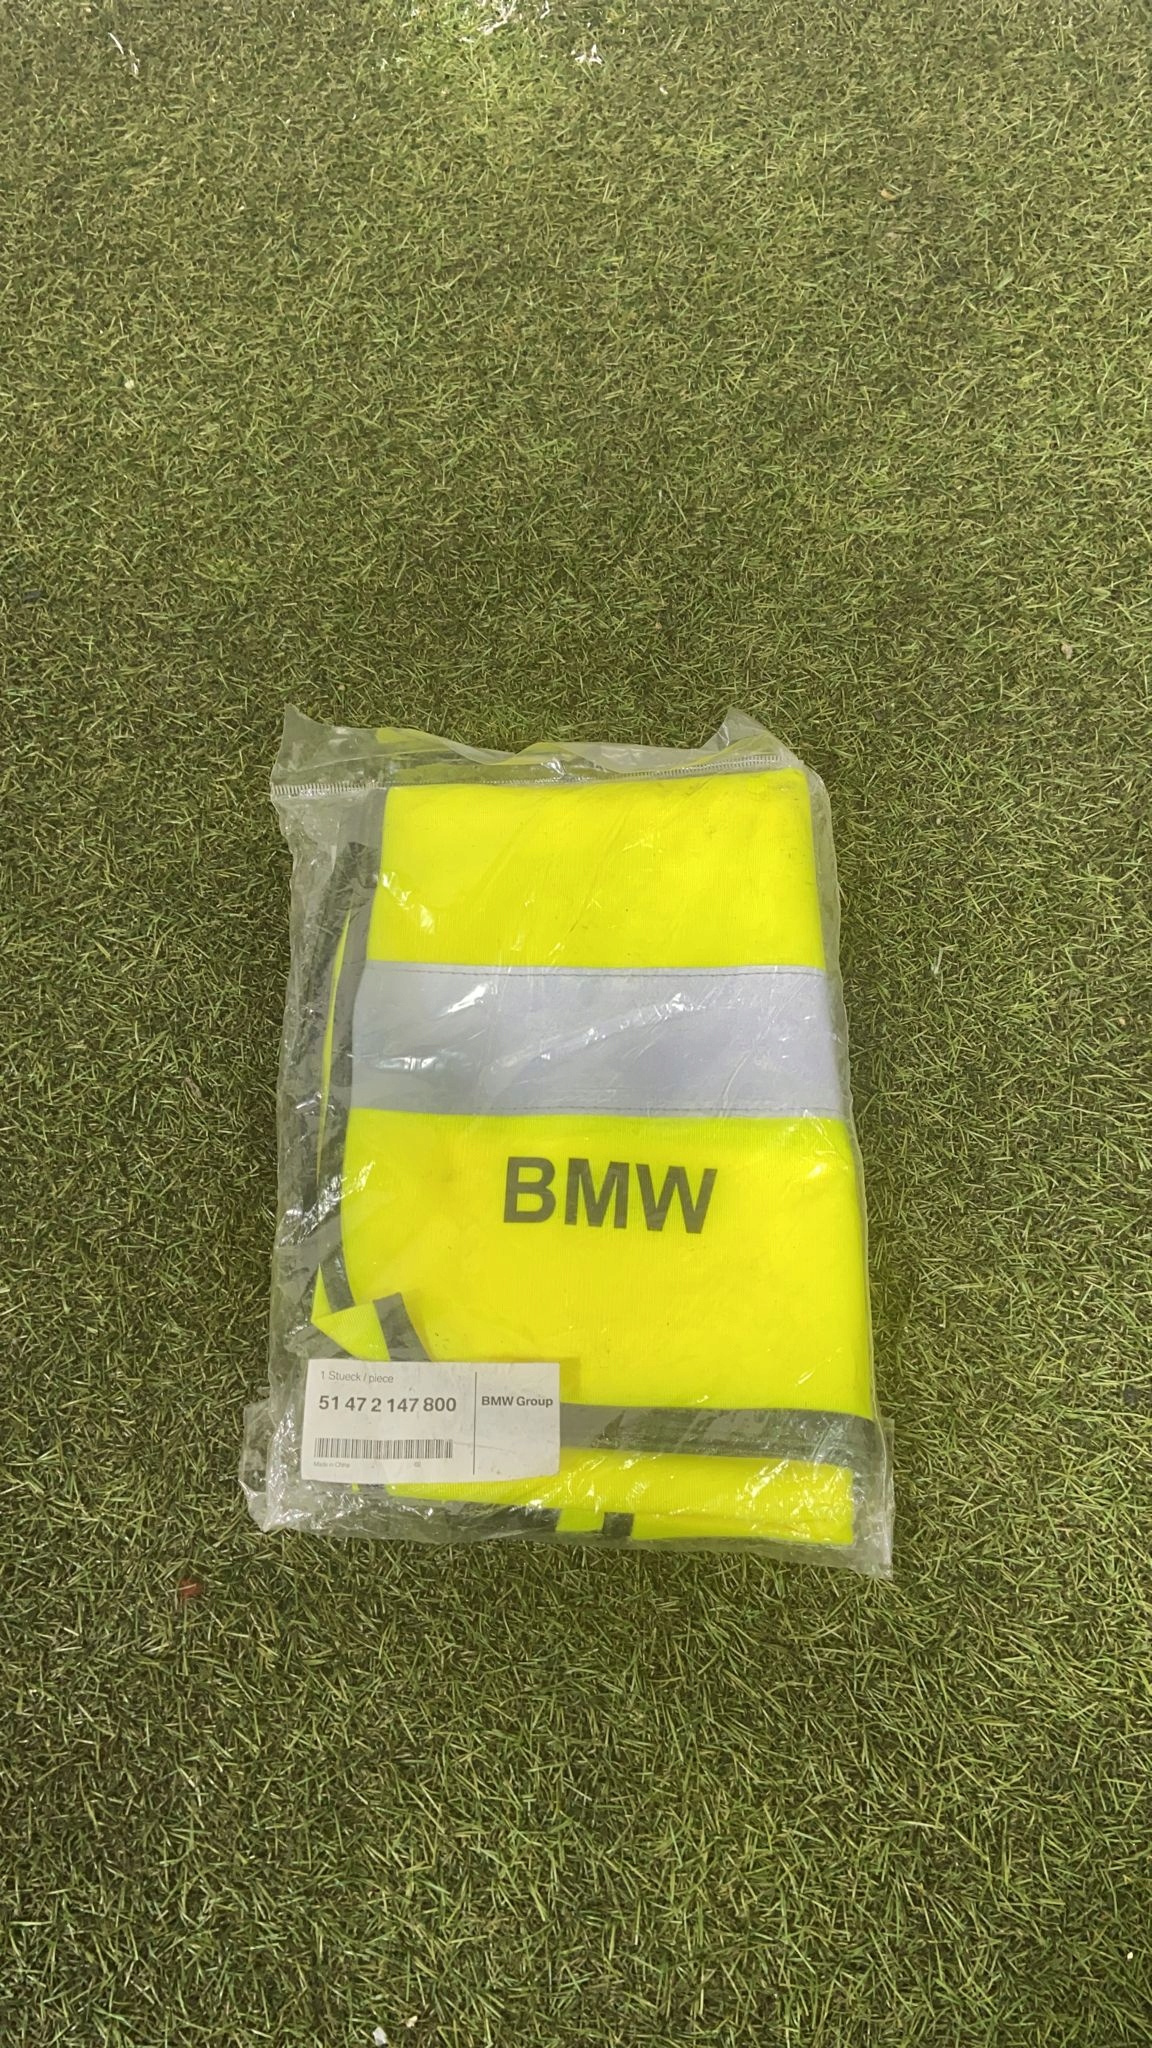 BMW
1 Stueck / piece
51 47 2 147 800
BMW Group
Made in China